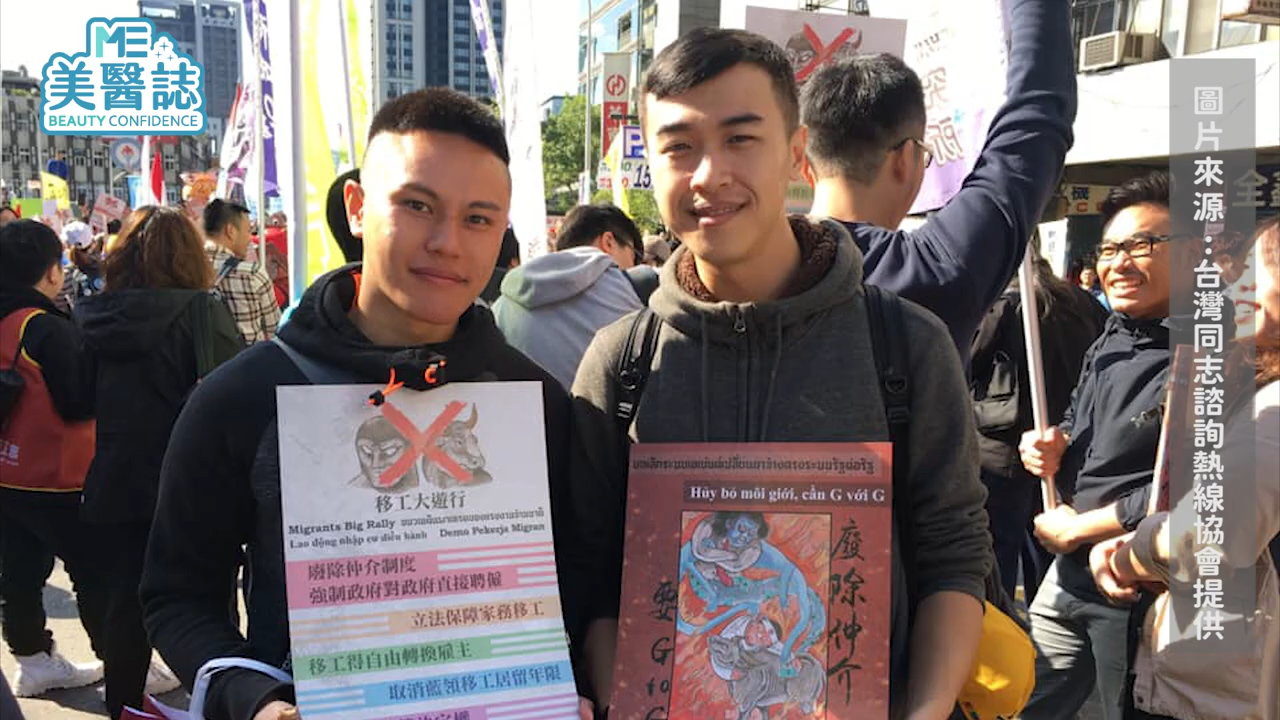 ME
美醫誌
BEAUTY CONFIDENCE
圖片來源：台灣同志諮詢熱線協會提供
移工大遊行
Migrants Big Rally
Lao động nhập cư diễu hành Demo Pekerja Migran
廢除仲介制度
強制政府對政府直接聘僱
立法保障家務移工
移工得自由轉換雇主
取消藍領移工居留年限
Hủy bỏ môi giới, cần G với G
廢除仲介
要 G to G
究所
15